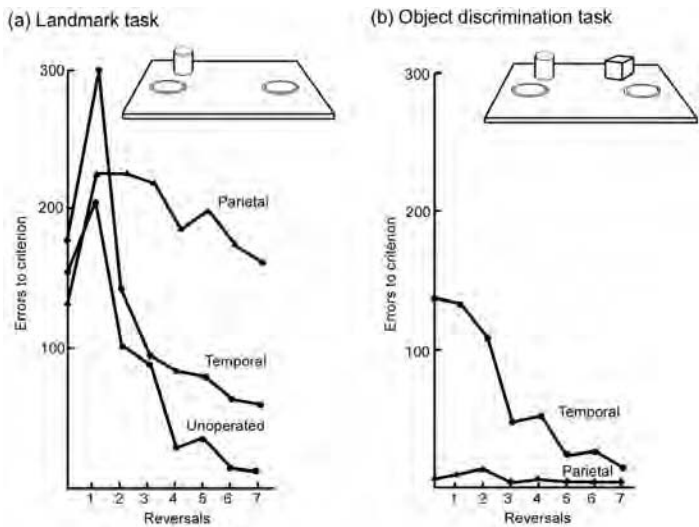 (a) Landmark task
300
200
100
Errors to criterion
Parietal
Temporal
Unoperated
1 2 3 4 5 6 7
Reversals
(b) Object discrimination task
300
200
100
Errors to criterion
Temporal
Parietal
1 2 3 4 5 6 7
Reversals